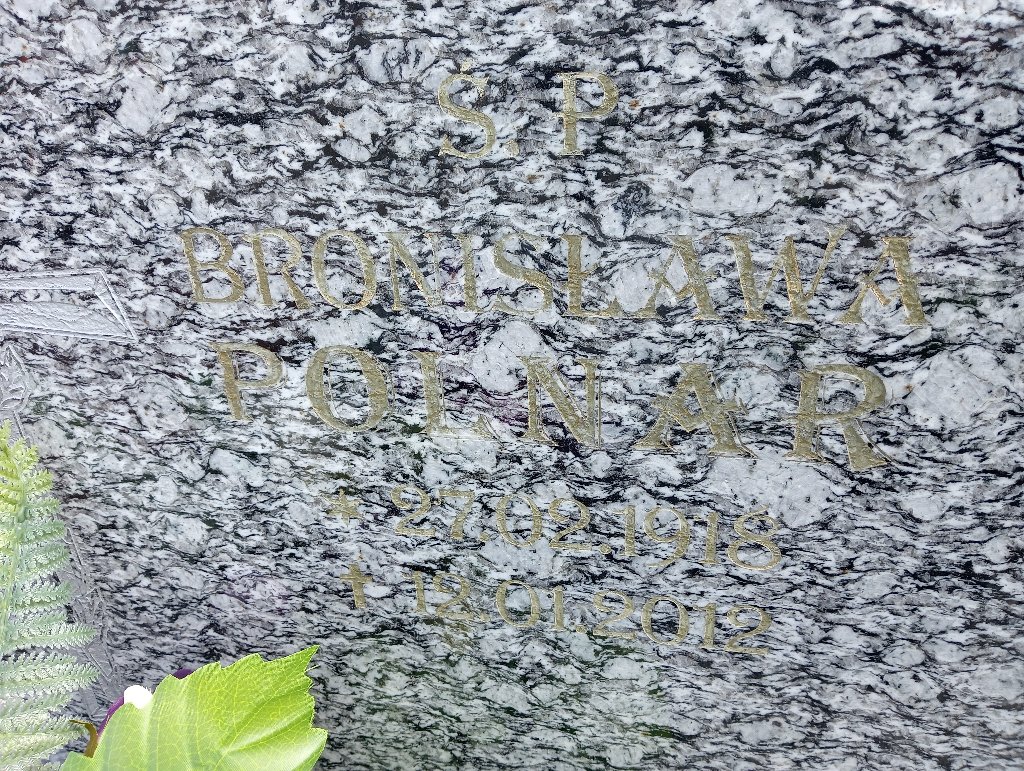 Ś. P
BRONISŁAWA
POLNAR
* 27.02.1918
† 12.01.2012